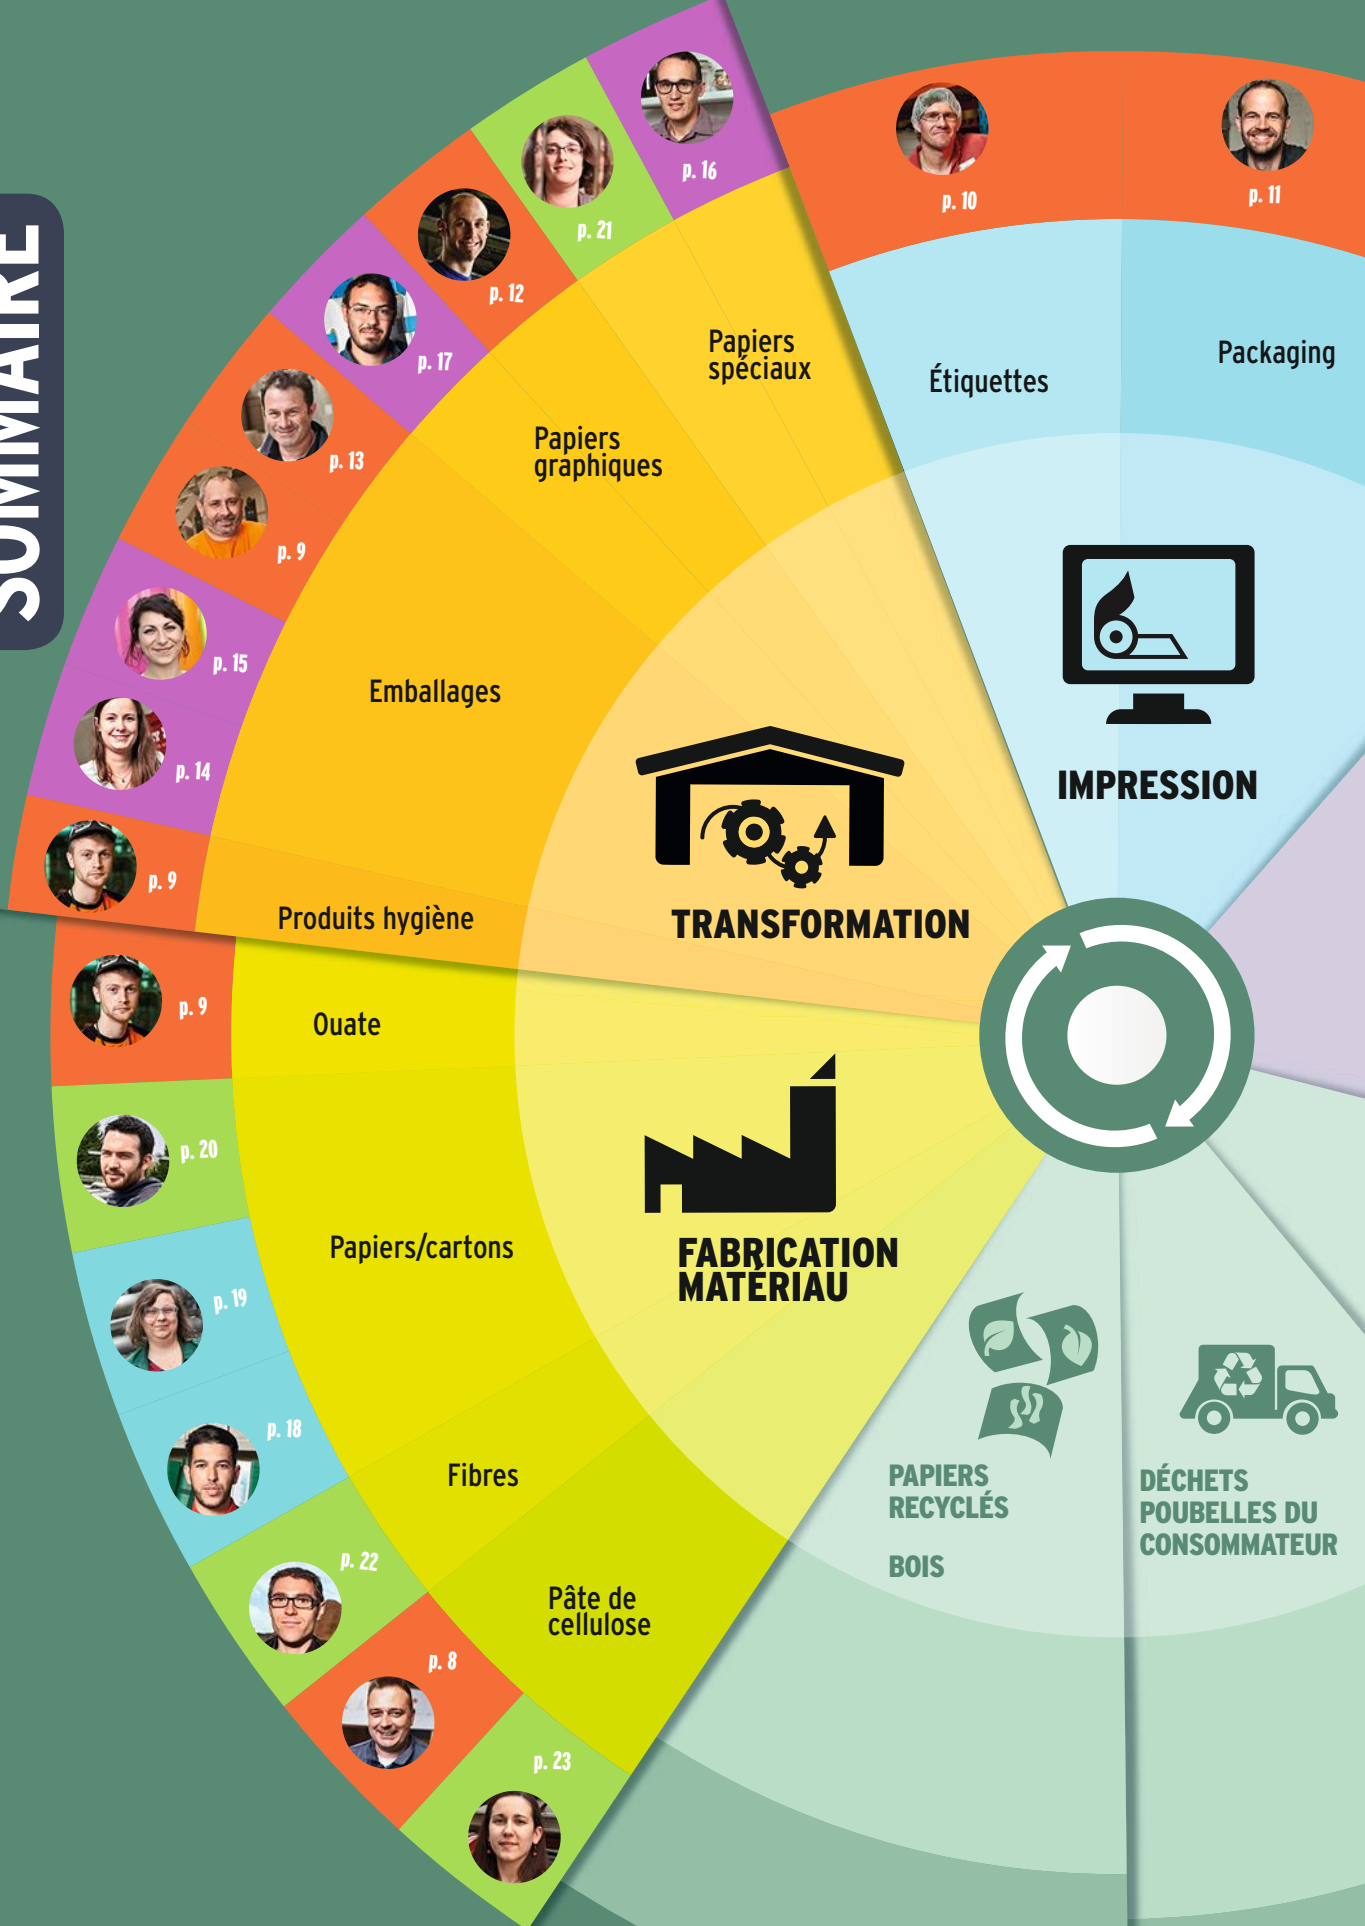 SOMMAIRE
p. 16
p. 21
p. 12
p. 17
p. 13
p. 9
p. 15
p. 14
p. 9
Papiers
spéciaux
Papiers
graphiques
Emballages
Produits hygiène
TRANSFORMATION
p. 10
p. 11
Étiquettes
Packaging
IMPRESSION
p. 9
p. 20
p. 19
p. 18
p. 22
p. 8
p. 23
Ouate
Papiers/cartons
Fibres
Pâte de
cellulose
FABRICATION
MATÉRIAU
PAPIERS
RECYCLÉS
BOIS
DÉCHETS
POUBELLES DU
CONSOMMATEUR